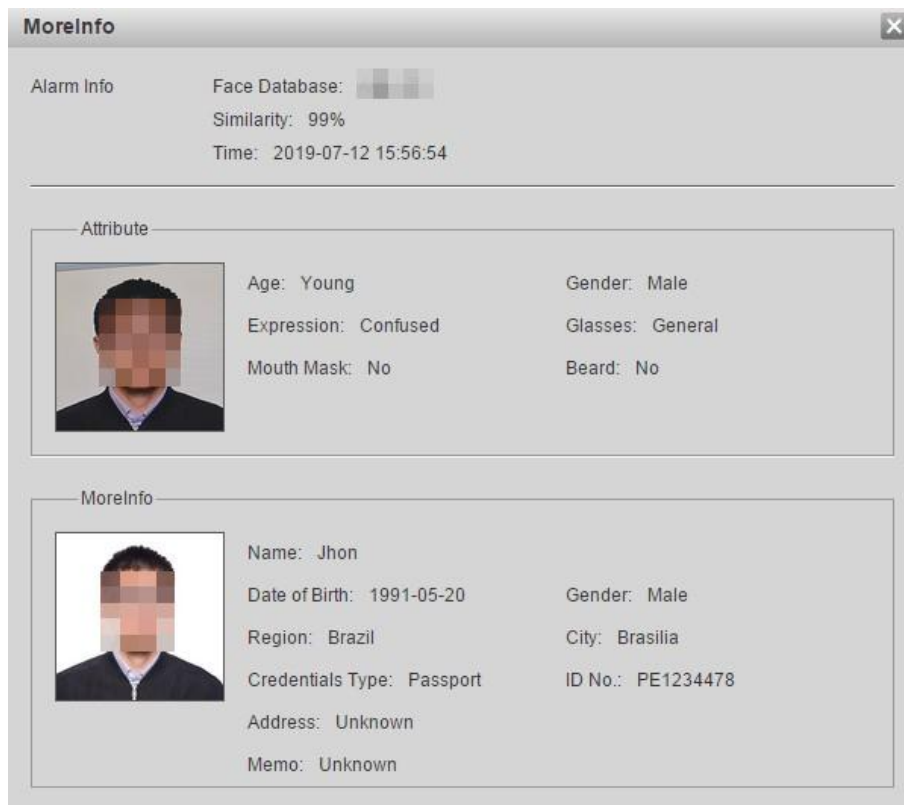 MoreInfo
Alarm Info
Face Database:
Similarity: 99%
Time: 2019-07-12 15:56:54
Attribute
Age: Young Gender: Male
Expression: Confused Glasses: General
Mouth Mask: No Beard: No
MoreInfo
Name: Jhon
Date of Birth: 1991-05-20 Gender: Male
Region: Brazil City: Brasilia
Credentials Type: Passport ID No.: PE1234478
Address: Unknown
Memo: Unknown